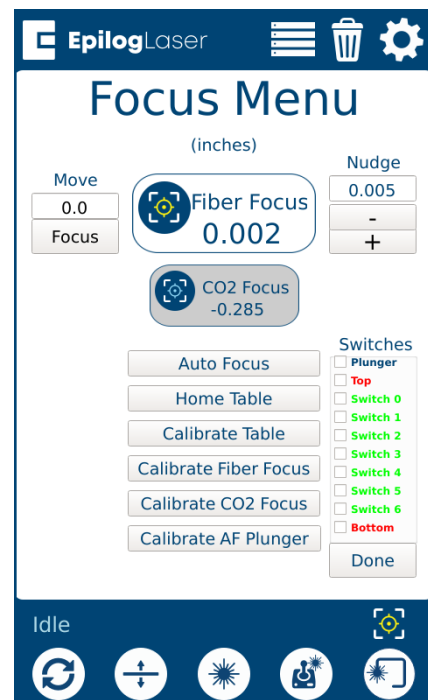 EpilogLaser
Focus Menu
(inches)
Move
0.0
Focus
Fiber Focus
0.002
Nudge
0.005
-
+
CO2 Focus
-0.285
Auto Focus
Home Table
Calibrate Table
Calibrate Fiber Focus
Calibrate CO2 Focus
Calibrate AF Plunger
Switches
Plunger
Top
Switch 0
Switch 1
Switch 2
Switch 3
Switch 4
Switch 5
Switch 6
Bottom
Done
Idle